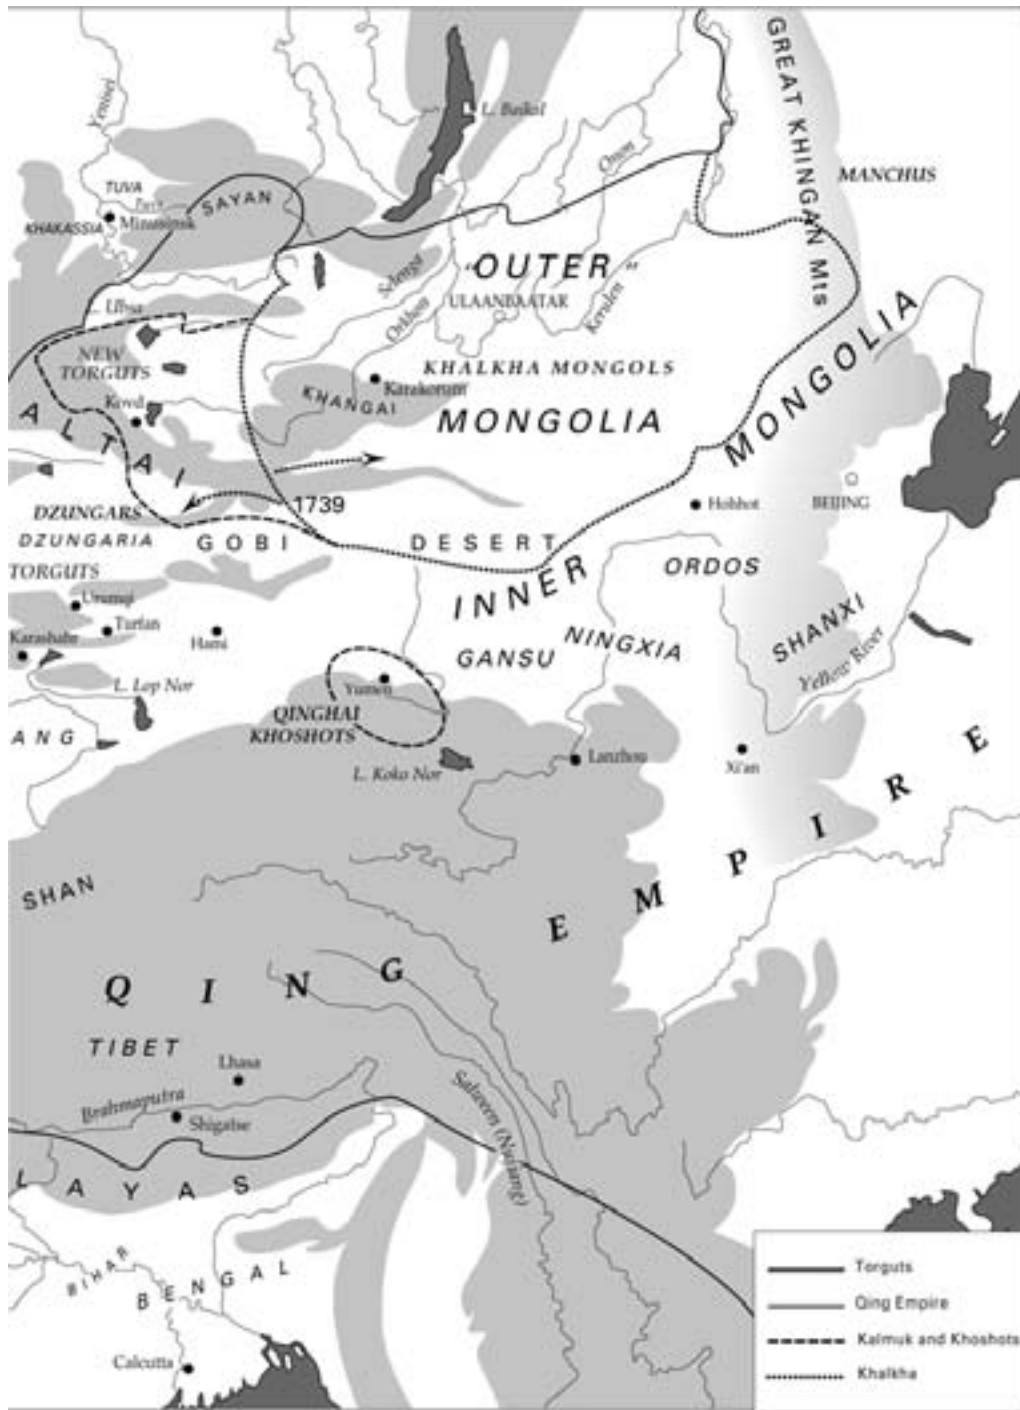 GREAT KHINGAN Mts
Yenisei
L. Baikal
Onon
MANCHUS
TUVA
SAYAN
Minusinsk
KHAKASSIA
"OUTER"
Selenga
Orkhon
ULAANBAATAR
Kerulen
L. Ubsa
NEW
TORGUTS
KHALKHA MONGOLS
Karakorum
KHANGAI
Kovd
MONGOLIA
MONGOLIA
ALTAI
1739
Hohhot
BEIJING
DZUNGARS
DZUNGARIA
GOBI
DESERT
INNER
ORDOS
TORGUTS
Urumqi
Turfan
Karashahr
Hami
NINGXIA
GANSU
SHANXI
Yellow River
L. Lop Nor
Yumen
QINGHAI
KHOSHOTS
ANG
L. Koko Nor
Lanzhou
Xi'an
SHAN
QING EMPIRE
TIBET
Lhasa
Brahmaputra
Shigatse
Salween (Nujiang)
LAYAS
BIHAR
BENGAL
Calcutta
Torguts
Qing Empire
Kalmuk and Khoshots
Khalkha